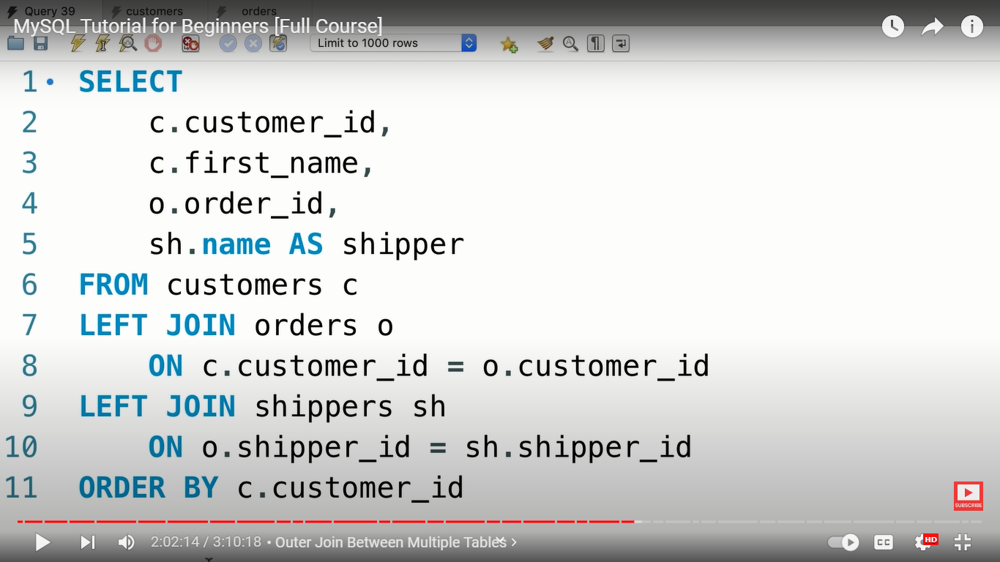 Query 39
customers
orders
MySQL Tutorial for Beginners [Full Course]
Limit to 1000 rows
1 SELECT
2 c.customer_id,
3 c.first_name,
4 o.order_id,
5 sh.name AS shipper
6 FROM customers c
7 LEFT JOIN orders o
8 ON c.customer_id = o.customer_id
9 LEFT JOIN shippers sh
10 ON o.shipper_id = sh.shipper_id
11 ORDER BY c.customer_id
SUBSCRIBE
2:02:14 / 3:10:18 • Outer Join Between Multiple Tables
CC
HD